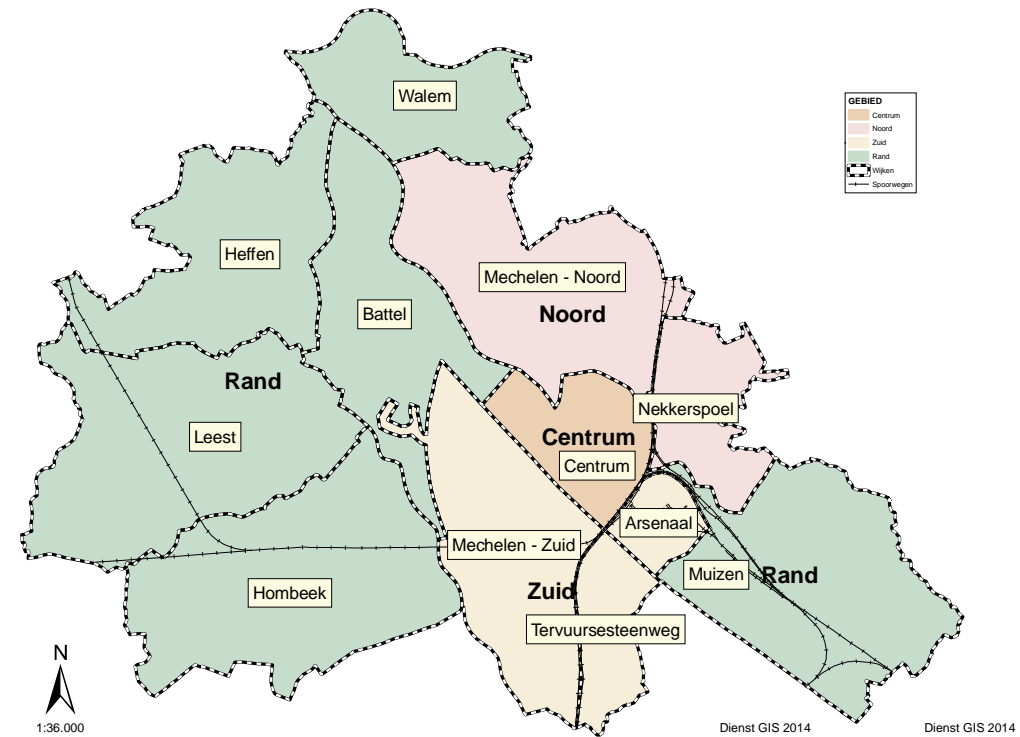 Walem
GEBIED
Centrum
Noord
Zuid
Rand
Wijken
Spoorwegen
Heffen
Mechelen - Noord
Battel
Noord
Rand
Nekkerspoel
Leest
Centrum
Centrum
Arsenaal
Mechelen - Zuid
Muizen
Rand
Hombeek
Zuid
Tervuursesteenweg
N
1:36.000
Dienst GIS 2014
Dienst GIS 2014